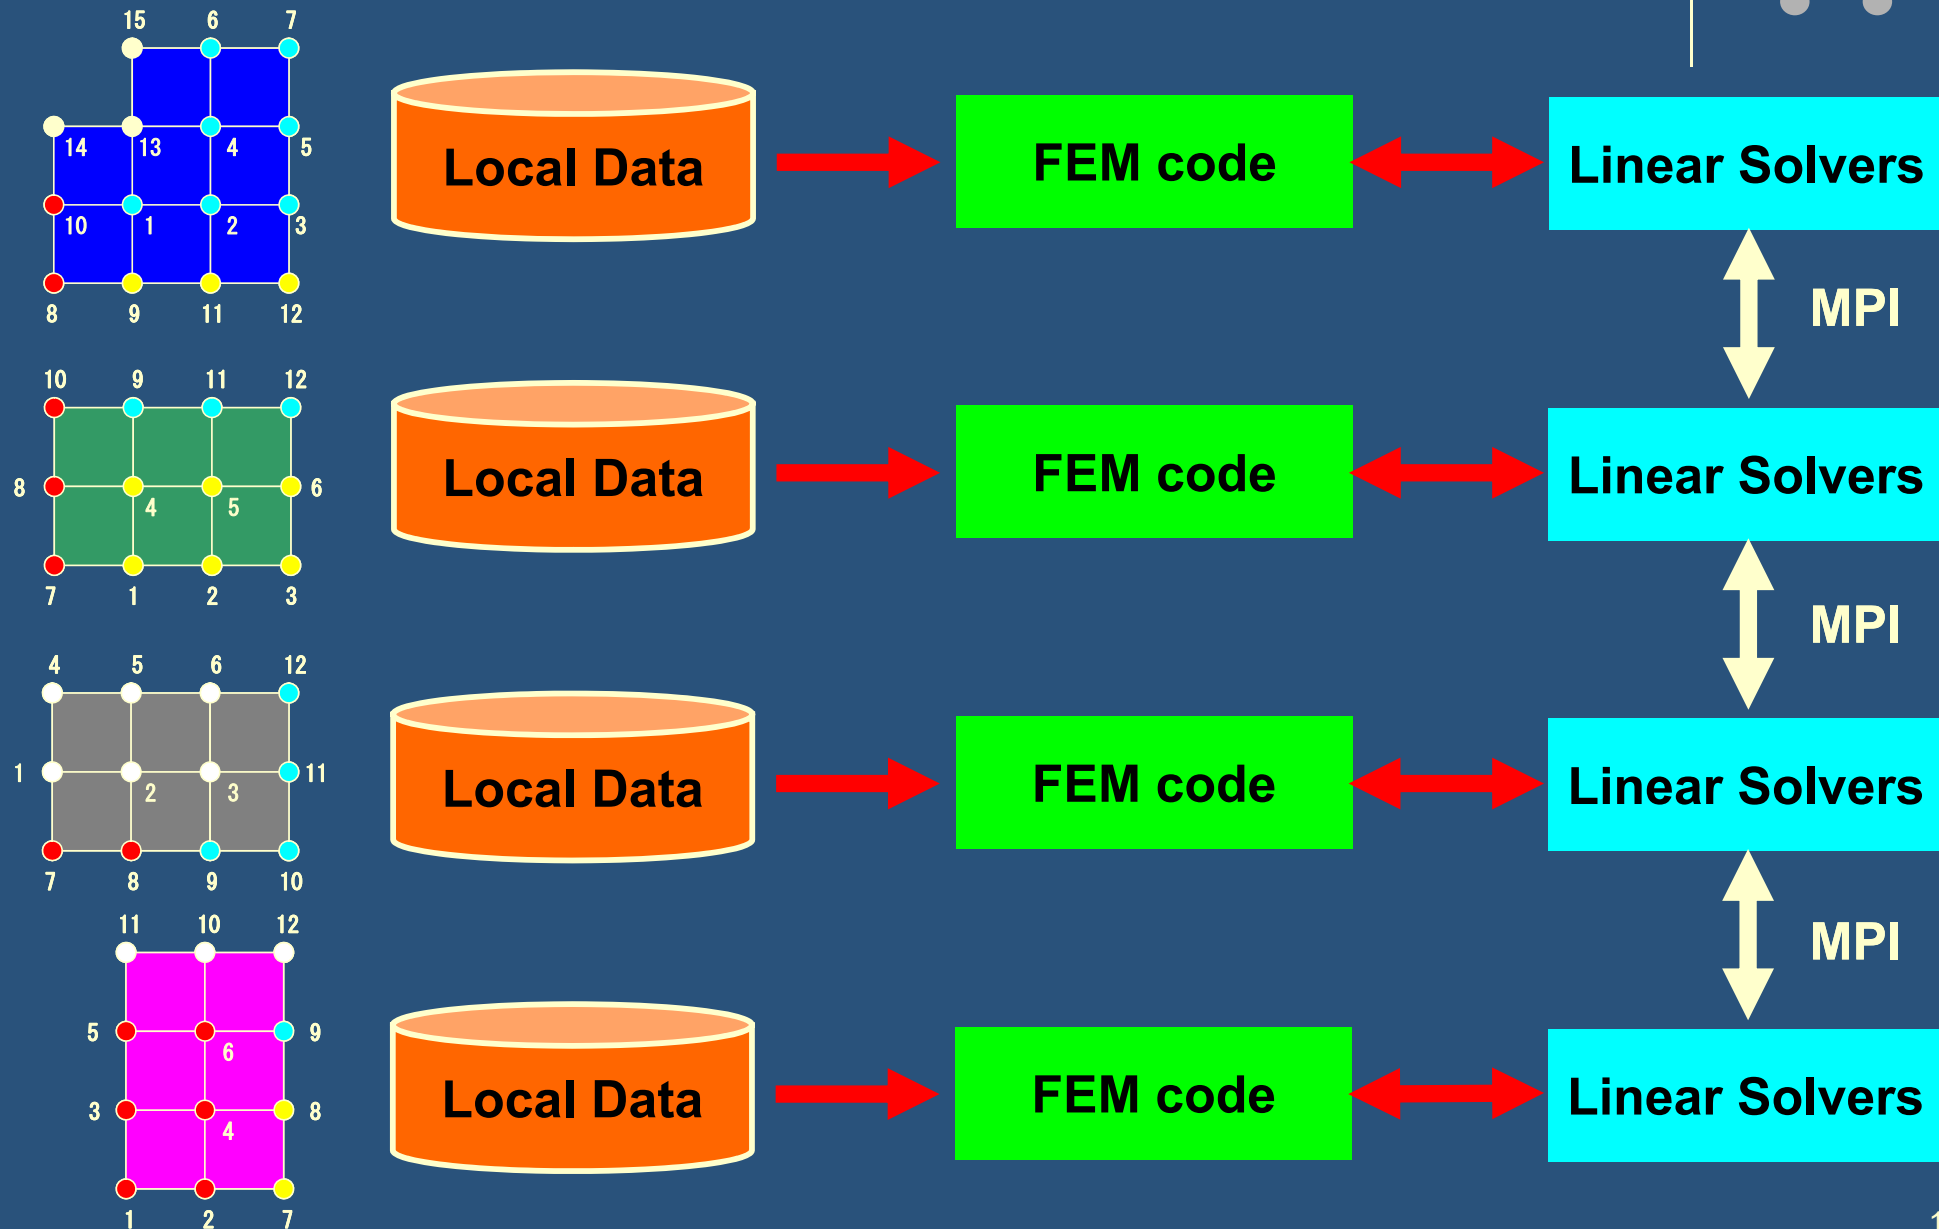 15 6 7
14 13 4 5
10 1 2 3
8 9 11 12
Local Data
FEM code
Linear Solvers
MPI
10 9 11 12
8 4 5 6
7 1 2 3
Local Data
FEM code
Linear Solvers
MPI
4 5 6 12
1 2 3 11
7 8 9 10
Local Data
FEM code
Linear Solvers
MPI
11 10 12
5 6 9
3 4 8
1 2 7
Local Data
FEM code
Linear Solvers